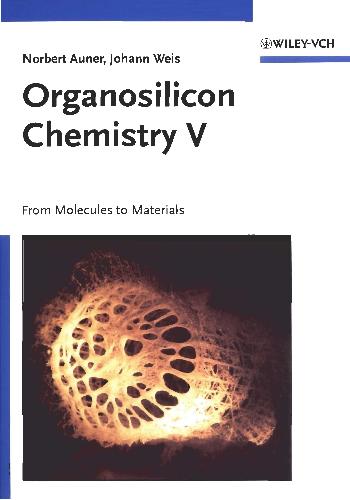 Norbert Auner, Johann Weis
WILEY-VCH
Organosilicon
Chemistry V
From Molecules to Materials